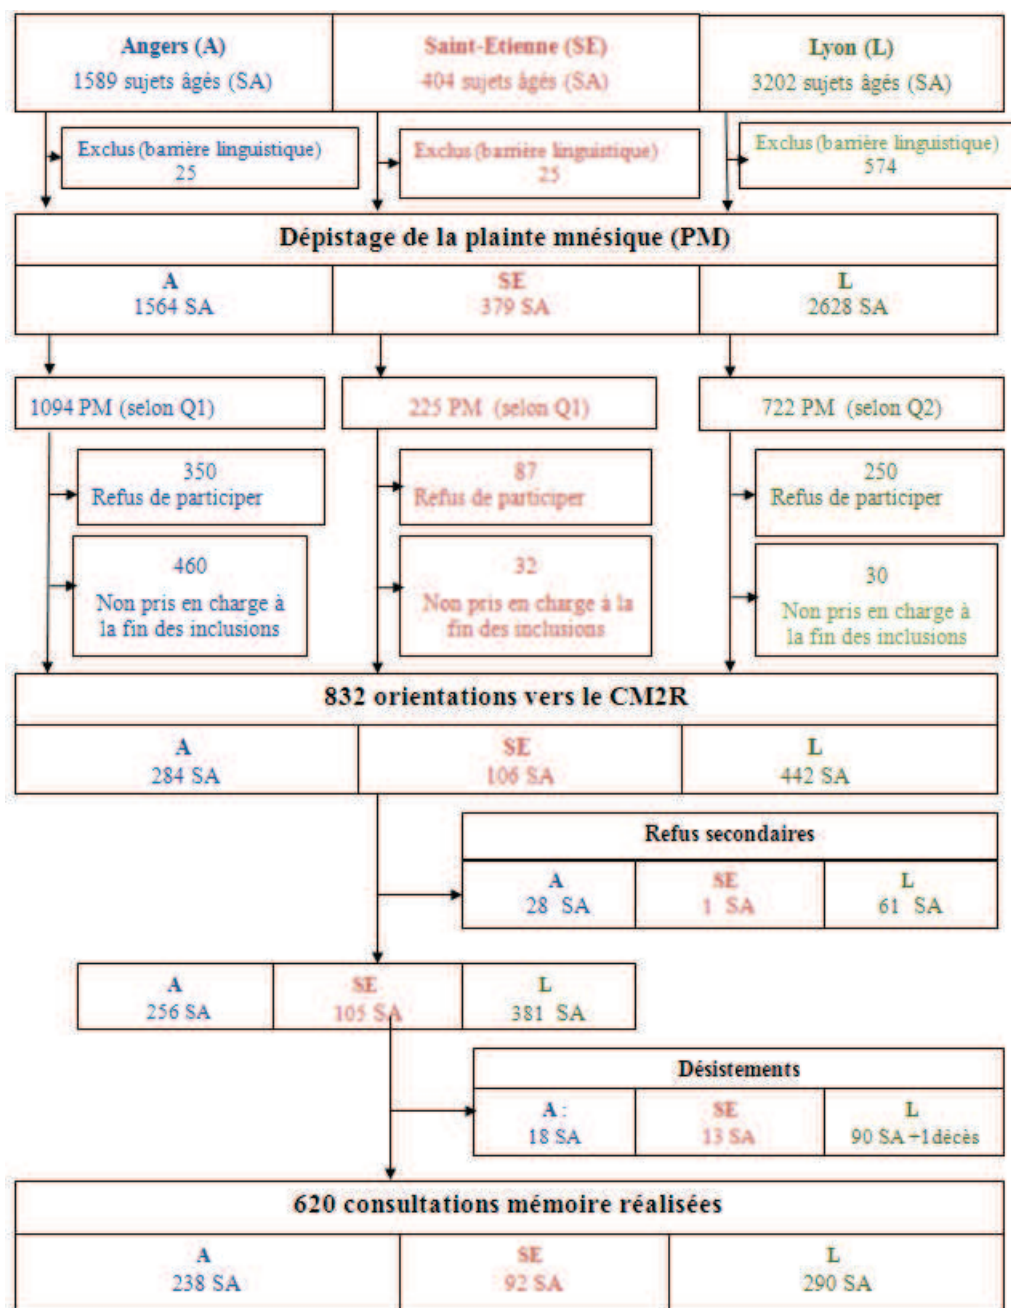 Angers (A)
1589 sujets âgés (SA)
Saint-Etienne (SE)
404 sujets âgés (SA)
Lyon (L)
3202 sujets âgés (SA)
Exclus (barrière linguistique)
25
Exclus (barrière linguistique)
25
Exclus (barrière linguistique)
574
Dépistage de la plainte mnésique (PM)
A
1564 SA
SE
379 SA
L
2628 SA
1094 PM (selon Q1)
225 PM (selon Q1)
722 PM (selon Q2)
350
Refus de participer
87
Refus de participer
250
Refus de participer
460
Non pris en charge à
la fin des inclusions
32
Non pris en charge à la
fin des inclusions
30
Non pris en charge à
la fin des inclusions
832 orientations vers le CM2R
A
284 SA
SE
106 SA
L
442 SA
Refus secondaires
A
28 SA
SE
1 SA
L
61 SA
A
256 SA
SE
105 SA
L
381 SA
Désistements
A :
18 SA
SE
13 SA
L
90 SA +1décès
620 consultations mémoire réalisées
A
238 SA
SE
92 SA
L
290 SA